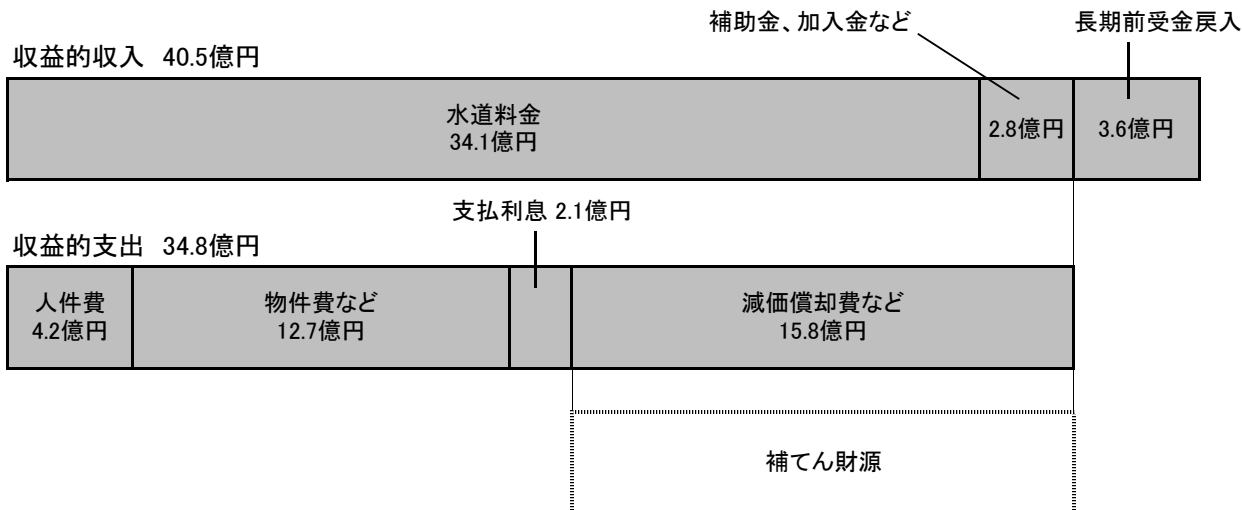 補助金、加入金など
長期前受金戻入
収益的収入 40.5億円
水道料金
34.1億円
2.8億円
3.6億円
支払利息 2.1億円
収益的支出 34.8億円
人件費
4.2億円
物件費など
12.7億円
減価償却費など
15.8億円
補てん財源